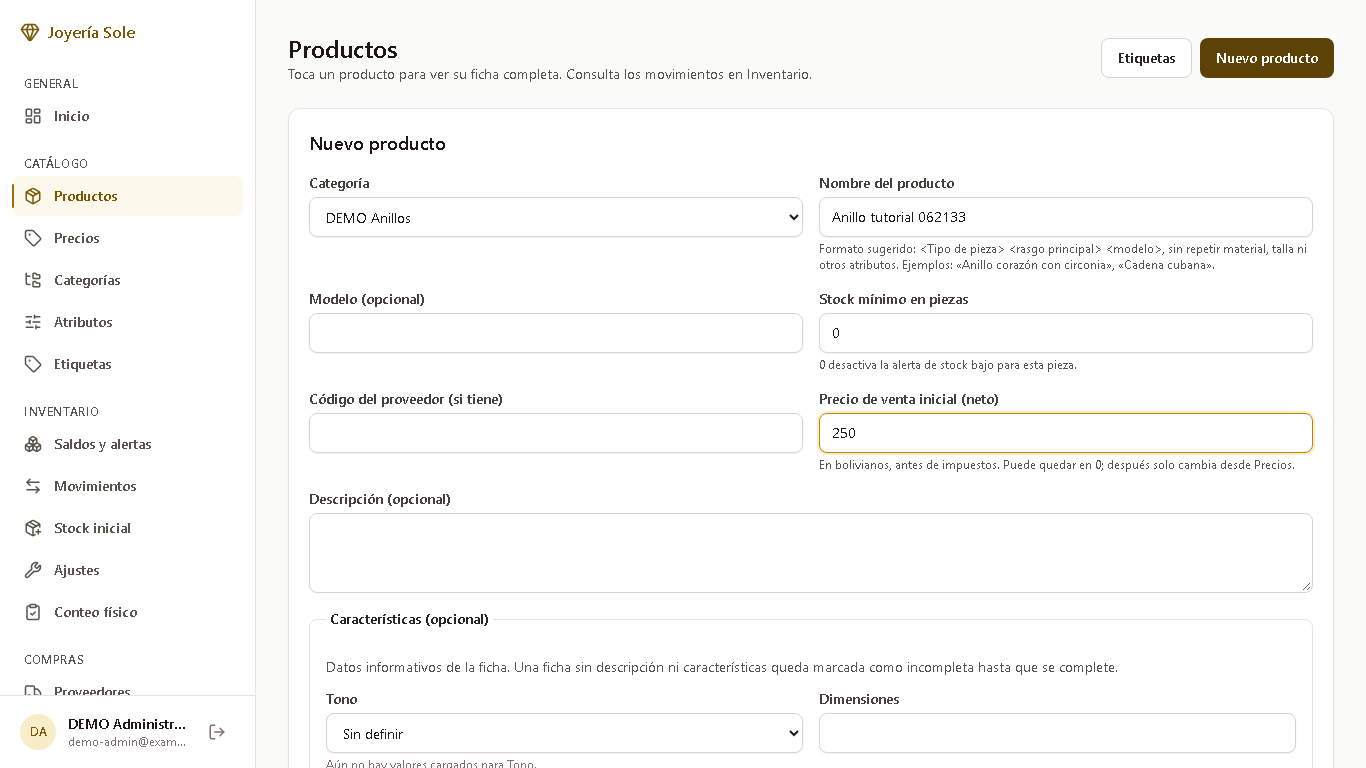 Joyería Sole
GENERAL
Inicio
CATÁLOGO
Productos
Precios
Categorías
Atributos
Etiquetas
INVENTARIO
Saldos y alertas
Movimientos
Stock inicial
Ajustes
Conteo físico
COMPRAS
Proveedores
DA
DEMO Administr...
demo-admin@exam...
Productos
Toca un producto para ver su ficha completa. Consulta los movimientos en Inventario.
Etiquetas
Nuevo producto
Nuevo producto
Categoría
DEMO Anillos
Nombre del producto
Anillo tutorial 062133
Formato sugerido: <Tipo de pieza> <rasgo principal> <modelo>, sin repetir material, talla ni
otros atributos. Ejemplos: «Anillo corazón con circonia», «Cadena cubana».
Modelo (opcional)
Stock mínimo en piezas
0
0 desactiva la alerta de stock bajo para esta pieza.
Código del proveedor (si tiene)
Precio de venta inicial (neto)
250
En bolivianos, antes de impuestos. Puede quedar en 0; después solo cambia desde Precios.
Descripción (opcional)
Características (opcional)
Datos informativos de la ficha. Una ficha sin descripción ni características queda marcada como incompleta hasta que se complete.
Tono
Sin definir
Dimensiones
Aún no hay valores cargados para Tono.